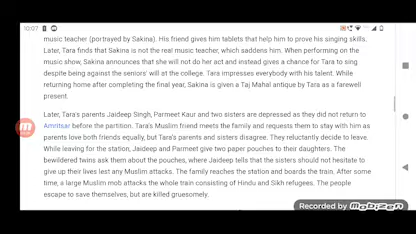 10:07
music teacher (portrayed by Sakina). His friend gives him tablets that help him to prove his singing skills.
Later, Tara finds that Sakina is not the real music teacher, which saddens him. When performing on the
music show, Sakina announces that she will not do her act and instead gives a chance for Tara to sing
despite being against the seniors' will at the college. Tara impresses everybody with his talent. While
returning home after completing the final year, Sakina is given a Taj Mahal antique by Tara as a farewell
present.
Later, Tara's parents Jaideep Singh, Parmeet Kaur and two sisters are depressed as they did not return to
Amritsar before the partition. Tara's Muslim friend meets the family and requests them to stay with him as
parents love both friends equally, but Tara's parents and sisters disagree. They reluctantly decide to leave.
While leaving for the station, Jaideep and Parmeet give two paper pouches to their daughters. The
bewildered twins ask them about the pouches, where Jaideep tells that the sisters should not hesitate to
give up their lives lest any Muslim attacks. The family reaches the station and boards the train. After some
time, a large Muslim mob attacks the whole train consisting of Hindu and Sikh refugees. The people
escape to save themselves, but are killed gruesomely.
Recorded by Mobizen